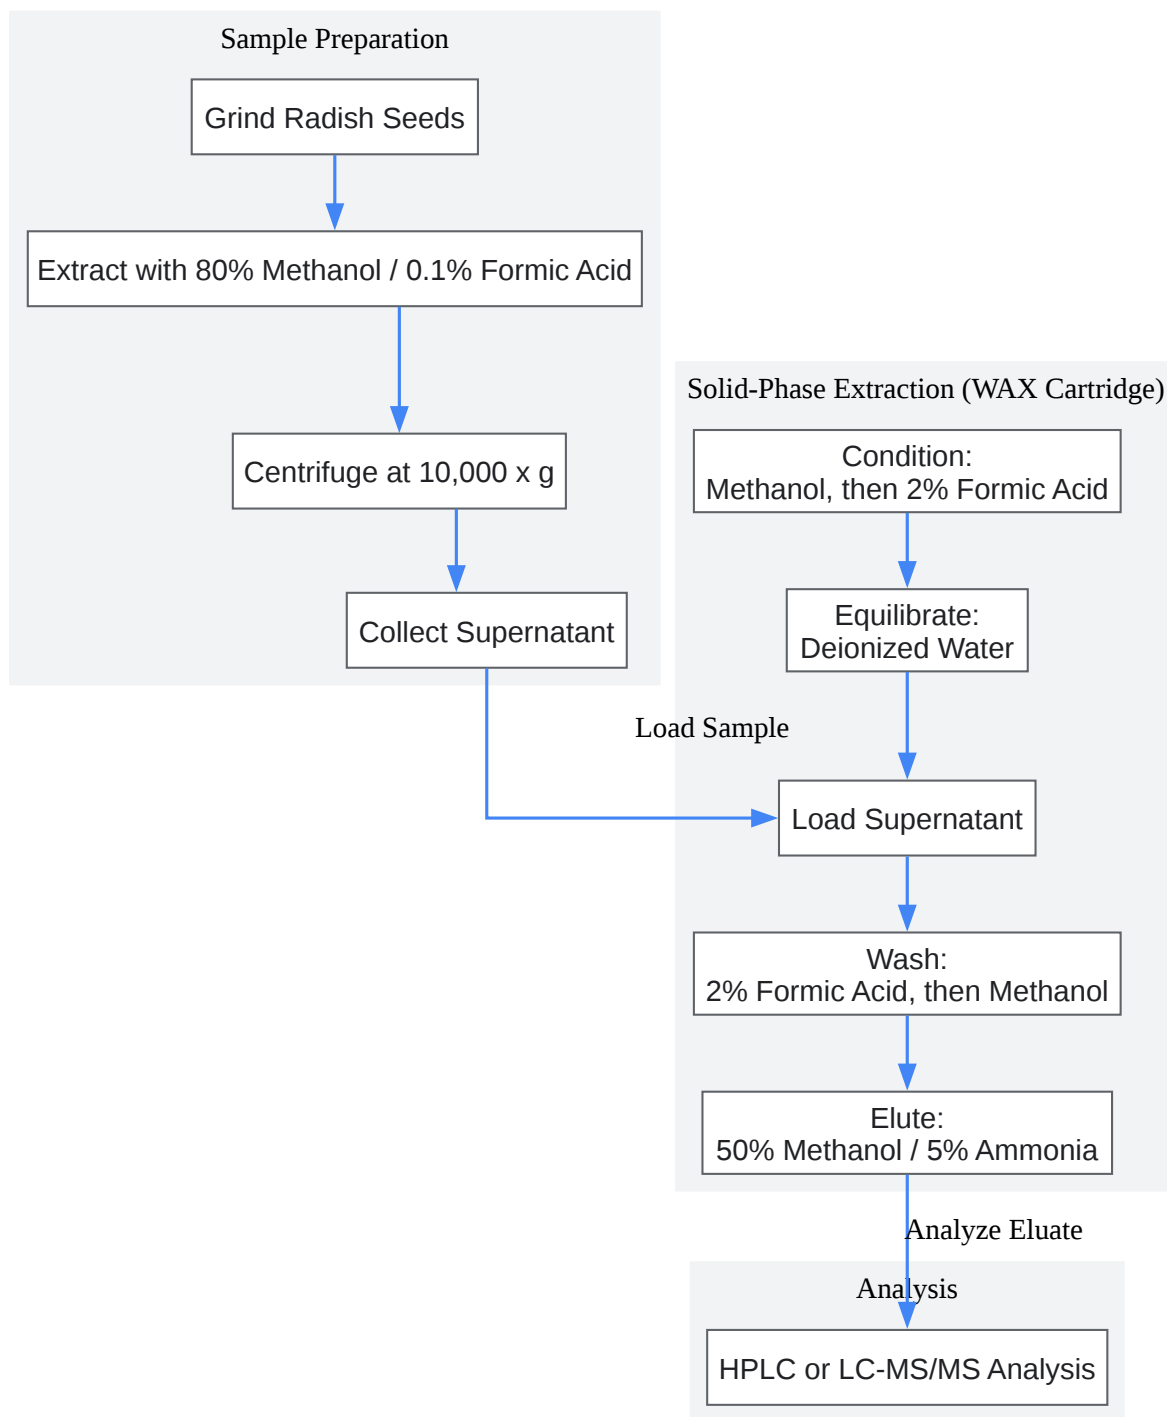 Sample Preparation
Grind Radish Seeds
Extract with 80% Methanol / 0.1% Formic Acid
Centrifuge at 10,000 x g
Collect Supernatant
Load Sample
Solid-Phase Extraction (WAX Cartridge)
Condition:
Methanol, then 2% Formic Acid
Equilibrate:
Deionized Water
Load Supernatant
Wash:
2% Formic Acid, then Methanol
Elute:
50% Methanol / 5% Ammonia
Analyze Eluate
Analysis
HPLC or LC-MS/MS Analysis